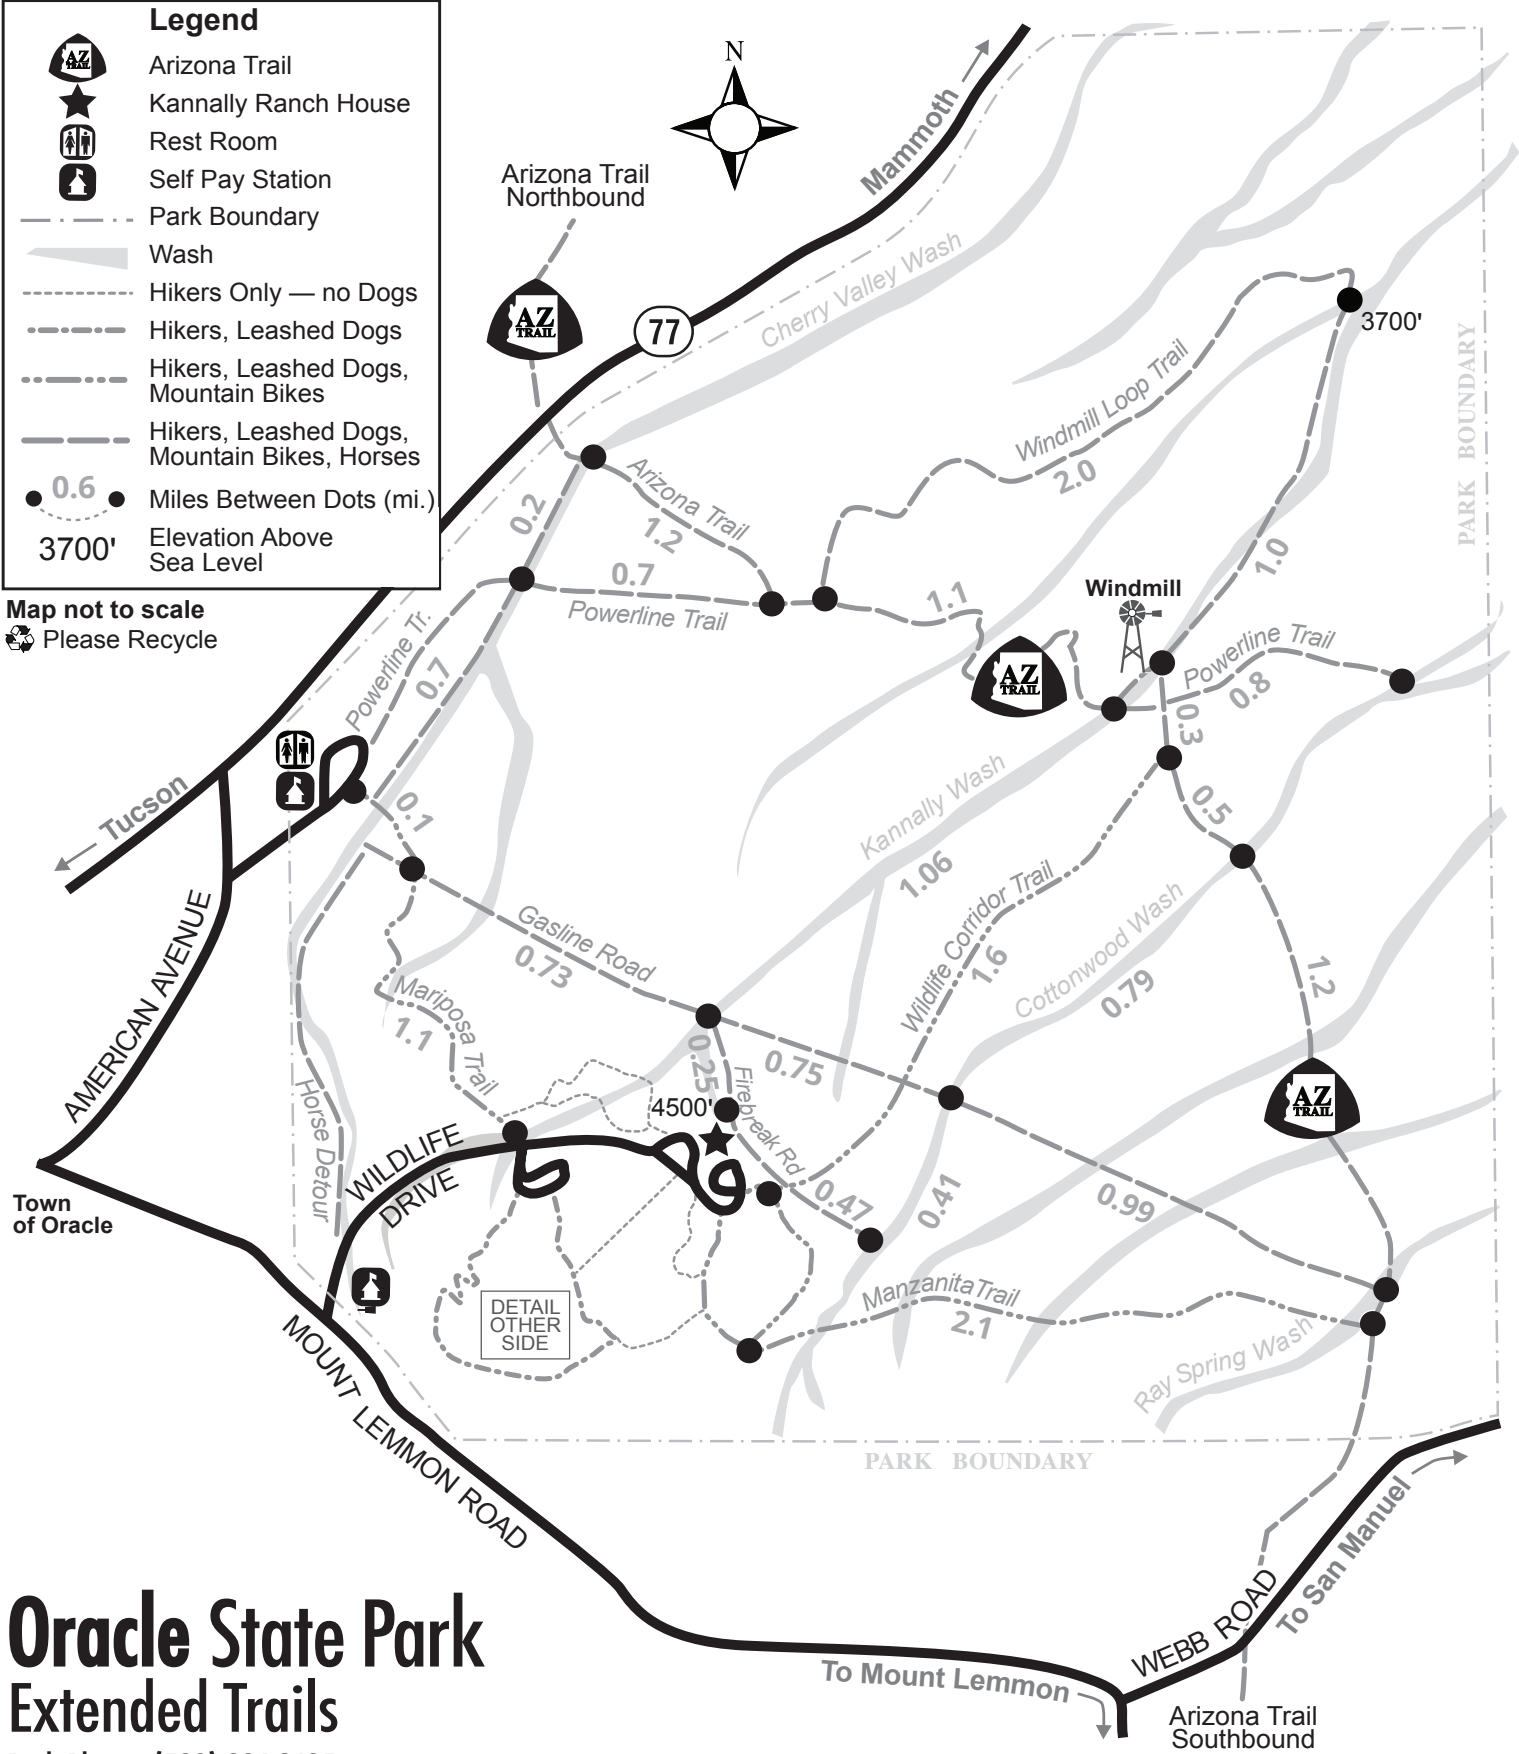 Legend
AZ
TRAIL
Arizona Trail
Kannally Ranch House
Rest Room
Self Pay Station
Park Boundary
Wash
Hikers Only — no Dogs
Hikers, Leashed Dogs
Hikers, Leashed Dogs,
Mountain Bikes
Hikers, Leashed Dogs,
Mountain Bikes, Horses
0.6
Miles Between Dots (mi.)
3700'
Elevation Above
Sea Level
Map not to scale
Please Recycle
N
Mammoth
Arizona Trail
Northbound
AZ
TRAIL
77
Cherry Valley Wash
3700'
PARK BOUNDARY
Windmill Loop Trail
2.0
Arizona Trail
1.2
0.2
0.7
Powerline Trail
1.1
1.0
Windmill
Powerline Trail
0.8
AZ
TRAIL
0.3
Powerline Tr.
0.7
Tucson
0.1
0.5
Kannally Wash
1.06
Gasline Road
0.73
Wildlife Corridor Trail
1.6
Cottonwood Wash
0.79
1.2
AMERICAN AVENUE
Mariposa Trail
1.1
Horse Detour
0.25
0.75
Firebreak Rd
4500'
AZ
TRAIL
WILDLIFE
DRIVE
0.47
0.41
0.99
Town
of Oracle
Manzanita Trail
2.1
DETAIL
OTHER
SIDE
Ray Spring Wash
PARK BOUNDARY
MOUNT LEMMON ROAD
To San Manuel
WEBB ROAD
To Mount Lemmon
Arizona Trail
Southbound
Oracle State Park
Extended Trails